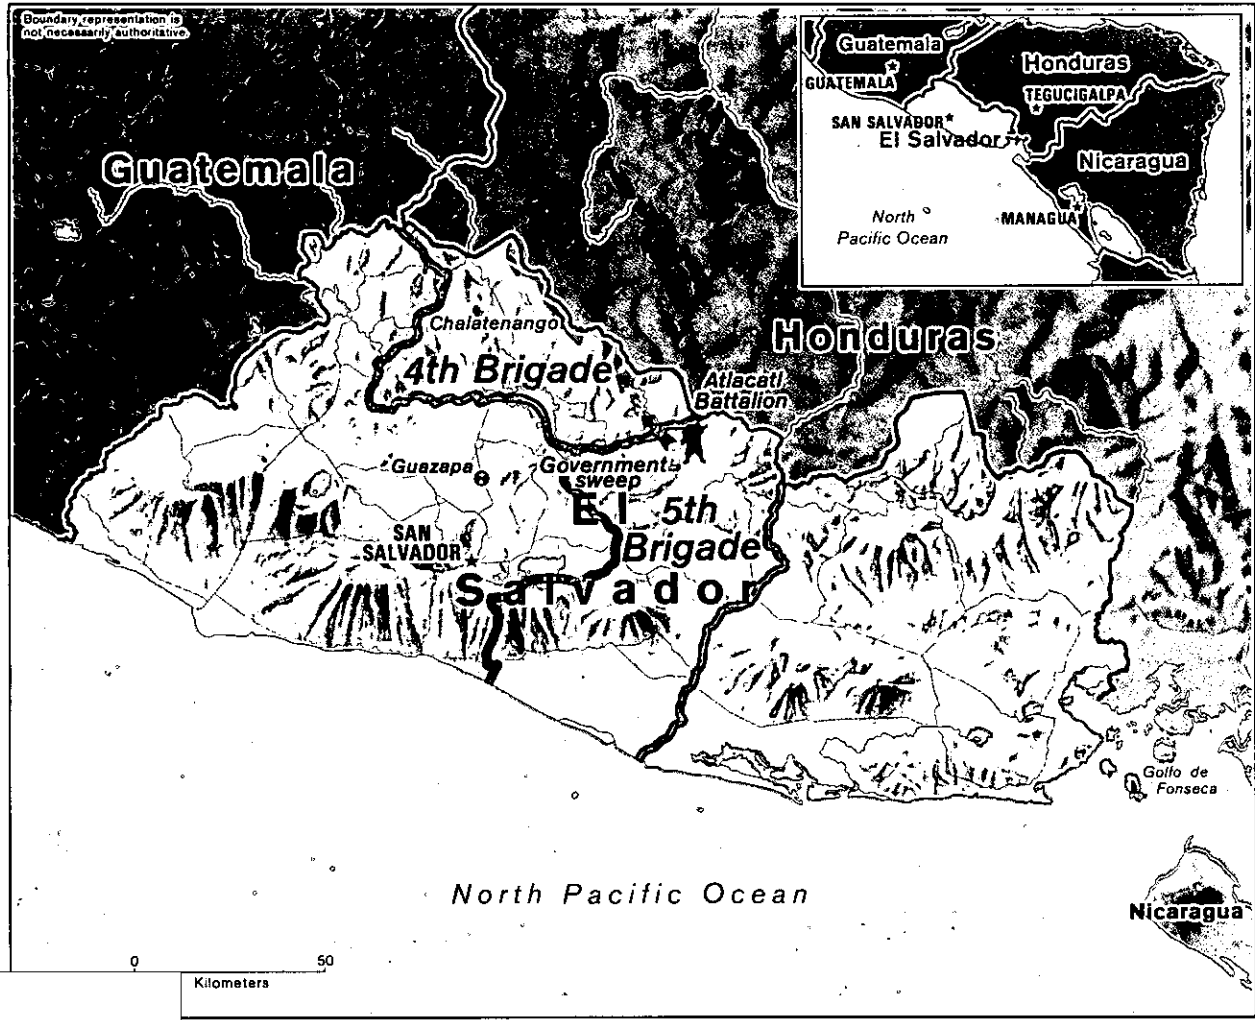 Boundary representation is
not necessarily authoritative.
Guatemala
GUATEMALA
Honduras
TEGUCIGALPA
SAN SALVADOR
El Salvador
Nicaragua
MANAGUA
North
Pacific Ocean
Guatemala
Honduras
Chalatenango
4th Brigade
Atlacatl
Battalion
Guazapa
Government
sweep
El
5th
Brigade
SAN
SALVADOR
Salvador
Golfo de
Fonseca
North Pacific Ocean
Nicaragua
0 50
Kilometers